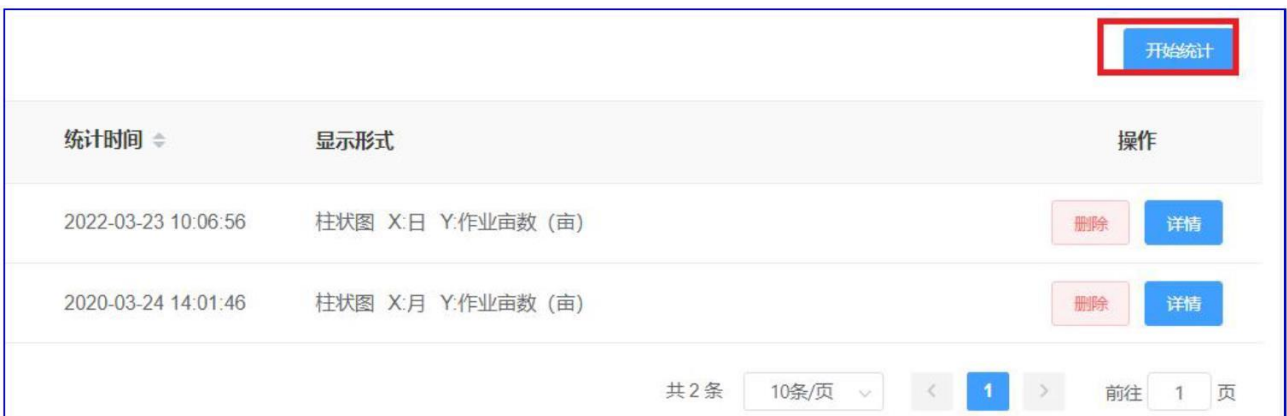 开始统计
统计时间 显示形式 操作
2022-03-23 10:06:56 柱状图 X:日 Y:作业亩数（亩） 删除 详情
2020-03-24 14:01:46 柱状图 X:月 Y:作业亩数（亩） 删除 详情
共 2 条 10条/页 < 1 > 前往 1 页